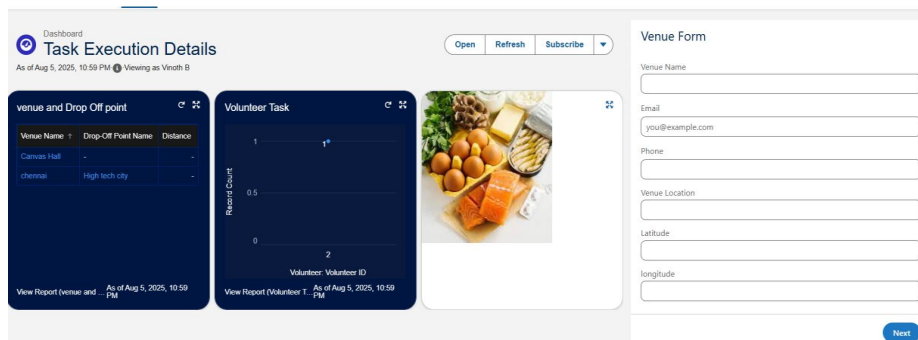 Dashboard
Task Execution Details
As of Aug 5, 2025, 10:59 PM Viewing as Vinoth B
Open Refresh Subscribe
venue and Drop Off point
Venue Name ↑ Drop-Off Point Name Distance
Canvas Hall - -
chennai High tech city -
View Report (venue and ... As of Aug 5, 2025, 10:59 PM
Volunteer Task
Record Count
1
1
0.5
0
2
Volunteer: Volunteer ID
View Report (Volunteer T... As of Aug 5, 2025, 10:59 PM
Venue Form
Venue Name
Email
you@example.com
Phone
Venue Location
Latitude
longitude
Next